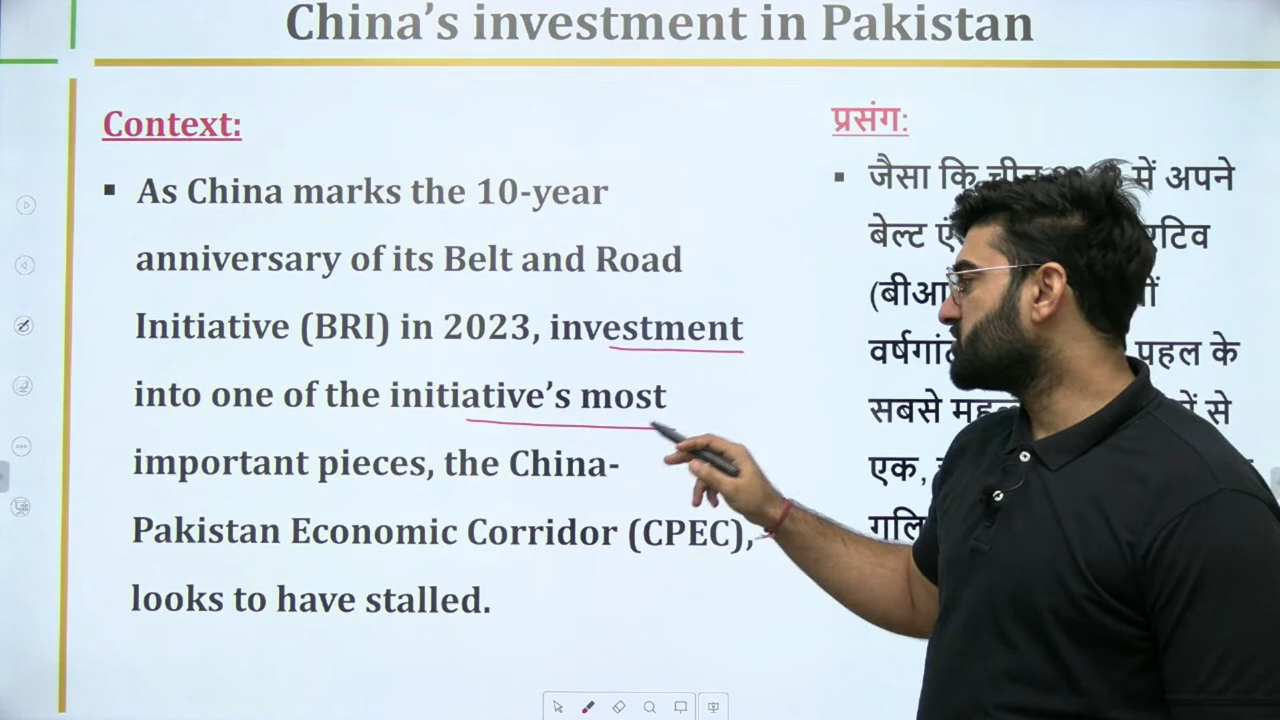 China’s investment in Pakistan
Context:
▪ As China marks the 10-year
anniversary of its Belt and Road
Initiative (BRI) in 2023, investment
into one of the initiative’s most
important pieces, the China-
Pakistan Economic Corridor (CPEC),
looks to have stalled.
प्रसंग:
▪ जैसा कि चीन में अपने
बेल्ट
वर्षगांठ पहल के
सबसे से
एक,